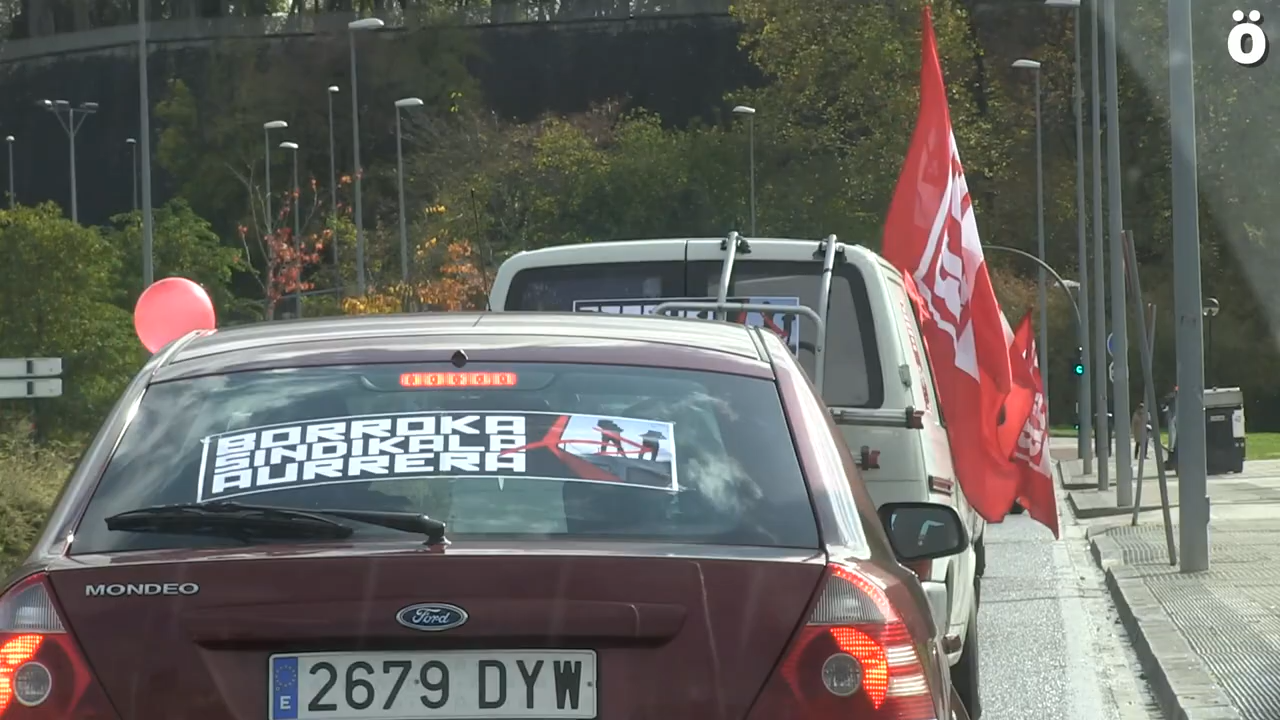 ö
BORROKA
SINDIKALA
AURRERA
MONDEO
Ford
E 2679 DYW